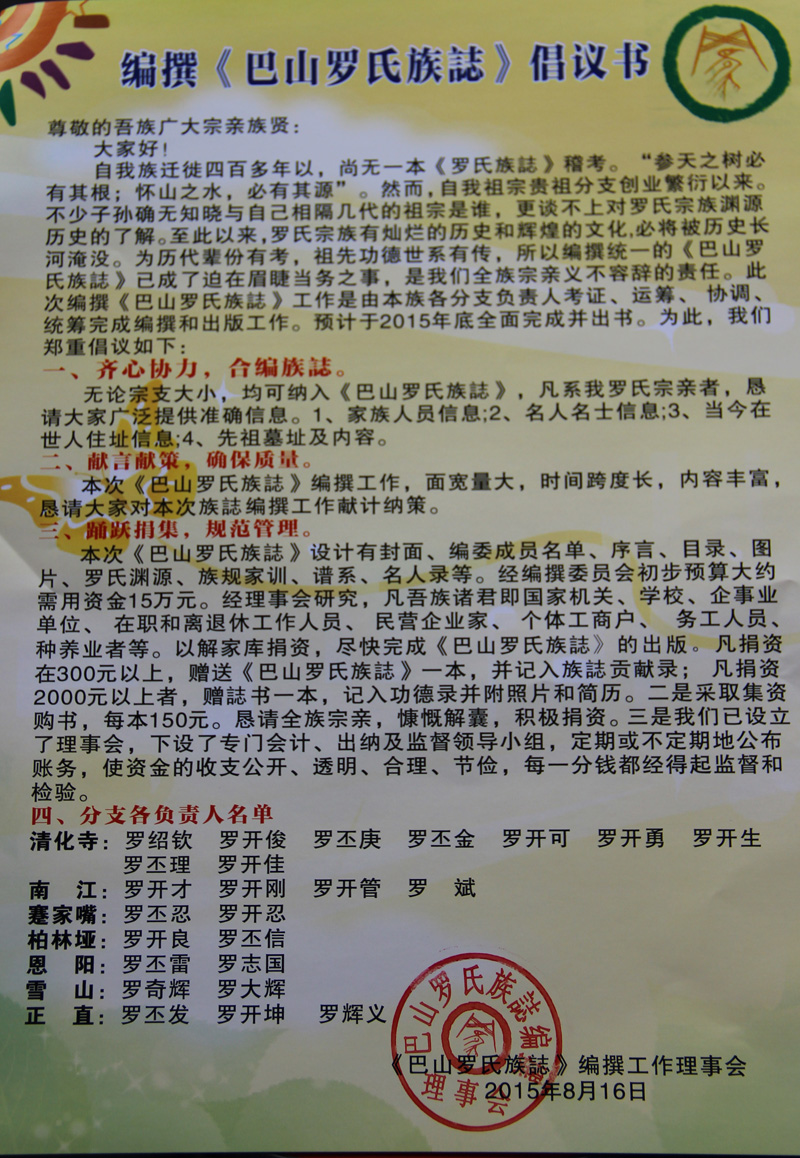 编撰《巴山罗氏族誌》倡议书
尊敬的吾族广大宗亲族贤：
大家好！
自我族迁徙四百多年以，尚无一本《罗氏族誌》稽考。“参天之树必
有其根；怀山之水，必有其源”。然而，自我祖宗贵祖分支创业繁衍以来。
不少子孙确无知晓与自己相隔几代的祖宗是谁，更谈不上对罗氏宗族渊源
历史的了解。至此以来，罗氏宗族有灿烂的历史和辉煌的文化，必将被历史长
河淹没。为历代辈份有考，祖先功德世系有传，所以编撰统一的《巴山罗
氏族誌》已成了迫在眉睫当务之事，是我们全族宗亲义不容辞的责任。此
次编撰《巴山罗氏族誌》工作是由本族各分支负责人考证、运筹、协调、
统筹完成编撰和出版工作。预计于2015年底全面完成并出书。为此，我们
郑重倡议如下：
一、齐心协力，合编族誌。
无论宗支大小，均可纳入《巴山罗氏族誌》，凡系我罗氏宗亲者，恳
请大家广泛提供准确信息。1、家族人员信息;2、名人名士信息;3、当今在
世人住址信息;4、先祖墓址及内容。
二、献言献策，确保质量。
本次《巴山罗氏族誌》编撰工作，面宽量大，时间跨度长，内容丰富，
恳请大家对本次族誌编撰工作献计纳策。
三、踊跃捐集，规范管理。
本次《巴山罗氏族誌》设计有封面、编委成员名单、序言、目录、图
片、罗氏渊源、族规家训、谱系、名人录等。经编撰委员会初步预算大约
需用资金15万元。经理事会研究，凡吾族诸君即国家机关、学校、企事业
单位、在职和离退休工作人员、民营企业家、个体工商户、务工人员、
种养业者等。以解家库捐资，尽快完成《巴山罗氏族誌》的出版。凡捐资
在300元以上，赠送《巴山罗氏族誌》一本，并记入族誌贡献录；凡捐资
2000元以上者，赠誌书一本，记入功德录并附照片和简历。二是采取集资
购书，每本150元。恳请全族宗亲，慷慨解囊，积极捐资。三是我们已设立
了理事会，下设了专门会计、出纳及监督领导小组，定期或不定期地公布
账务，使资金的收支公开、透明、合理、节俭，每一分钱都经得起监督和
检验。
四、分支各负责人名单
清化寺：罗绍钦 罗开俊 罗丕庚 罗丕金 罗开可 罗开勇 罗开生
罗丕理 罗开佳
南 江：罗开才 罗开刚 罗开管 罗 斌
蹇家嘴：罗丕忍 罗开忍
柏林垭：罗开良 罗丕信
恩 阳：罗丕雷 罗志国
雪 山：罗奇辉 罗大辉
正 直：罗丕发 罗开坤 罗辉义
巴山罗氏族誌编撰
理事会
《巴山罗氏族誌》编撰工作理事会
2015年8月16日